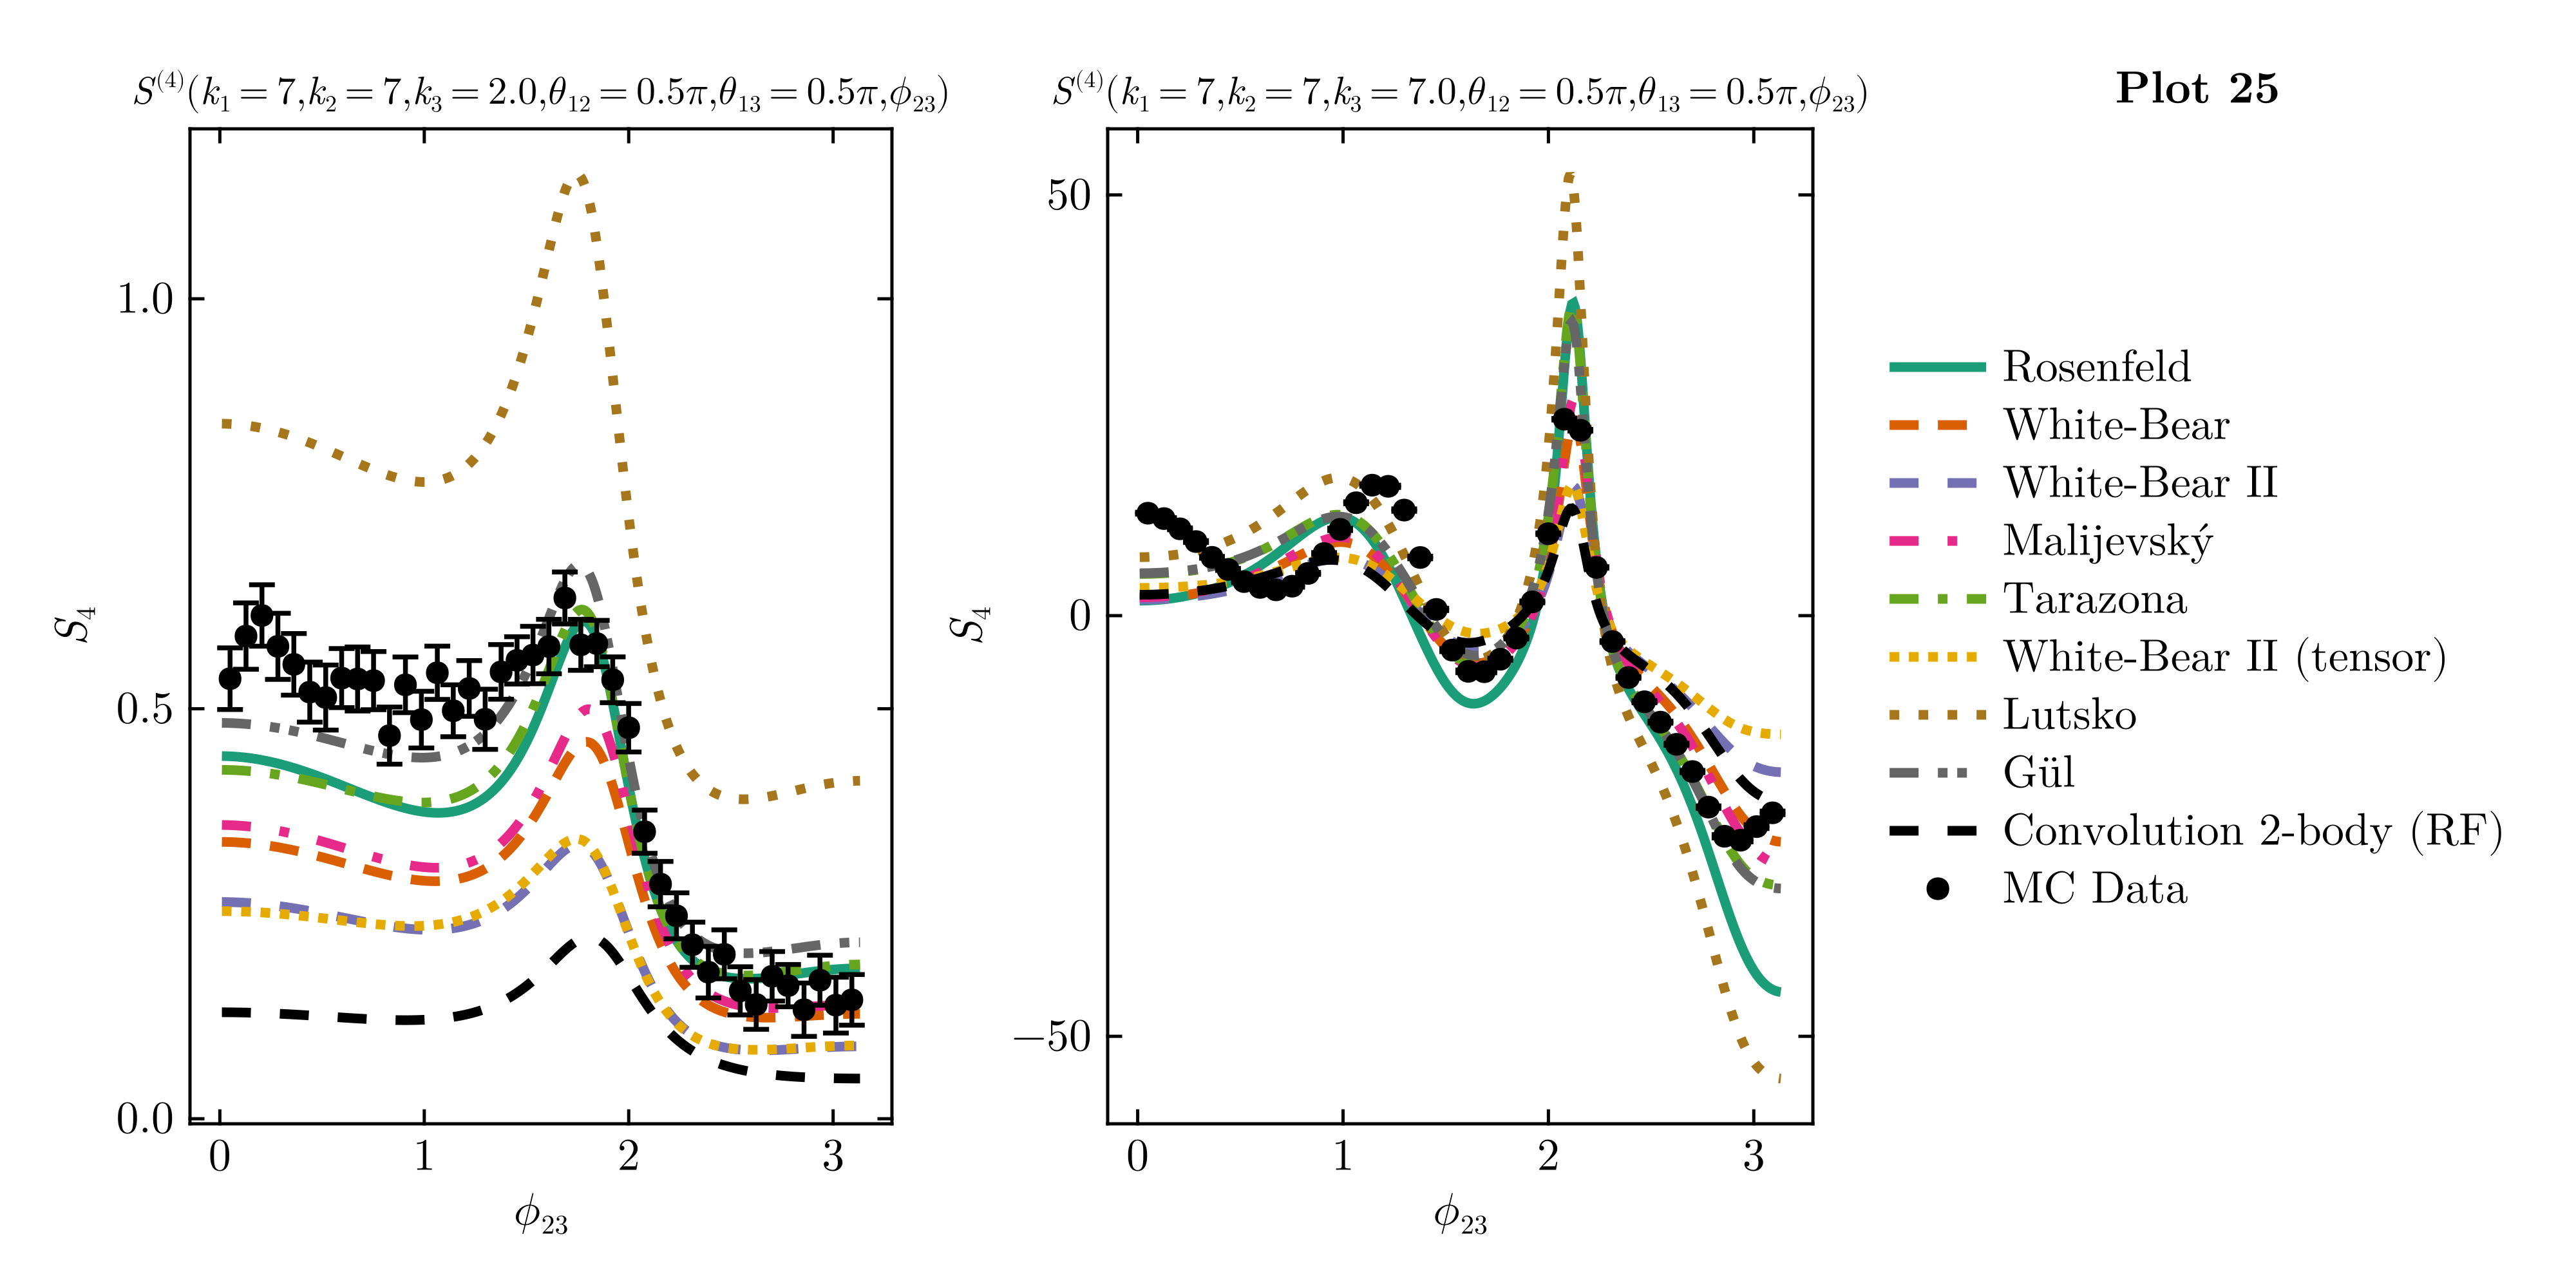 S⁽⁴⁾(k₁ = 7,k₂ = 7,k₃ = 2.0,θ₁₂ = 0.5π,θ₁₃ = 0.5π,ϕ₂₃)
S⁽⁴⁾(k₁ = 7,k₂ = 7,k₃ = 7.0,θ₁₂ = 0.5π,θ₁₃ = 0.5π,ϕ₂₃)
Plot 25
S₄
1.0
0.5
0.0
0 1 2 3
ϕ₂₃
S₄
50
0
−50
0 1 2 3
ϕ₂₃
Rosenfeld
White-Bear
White-Bear II
Malijevský
Tarazona
White-Bear II (tensor)
Lutsko
Gül
Convolution 2-body (RF)
MC Data